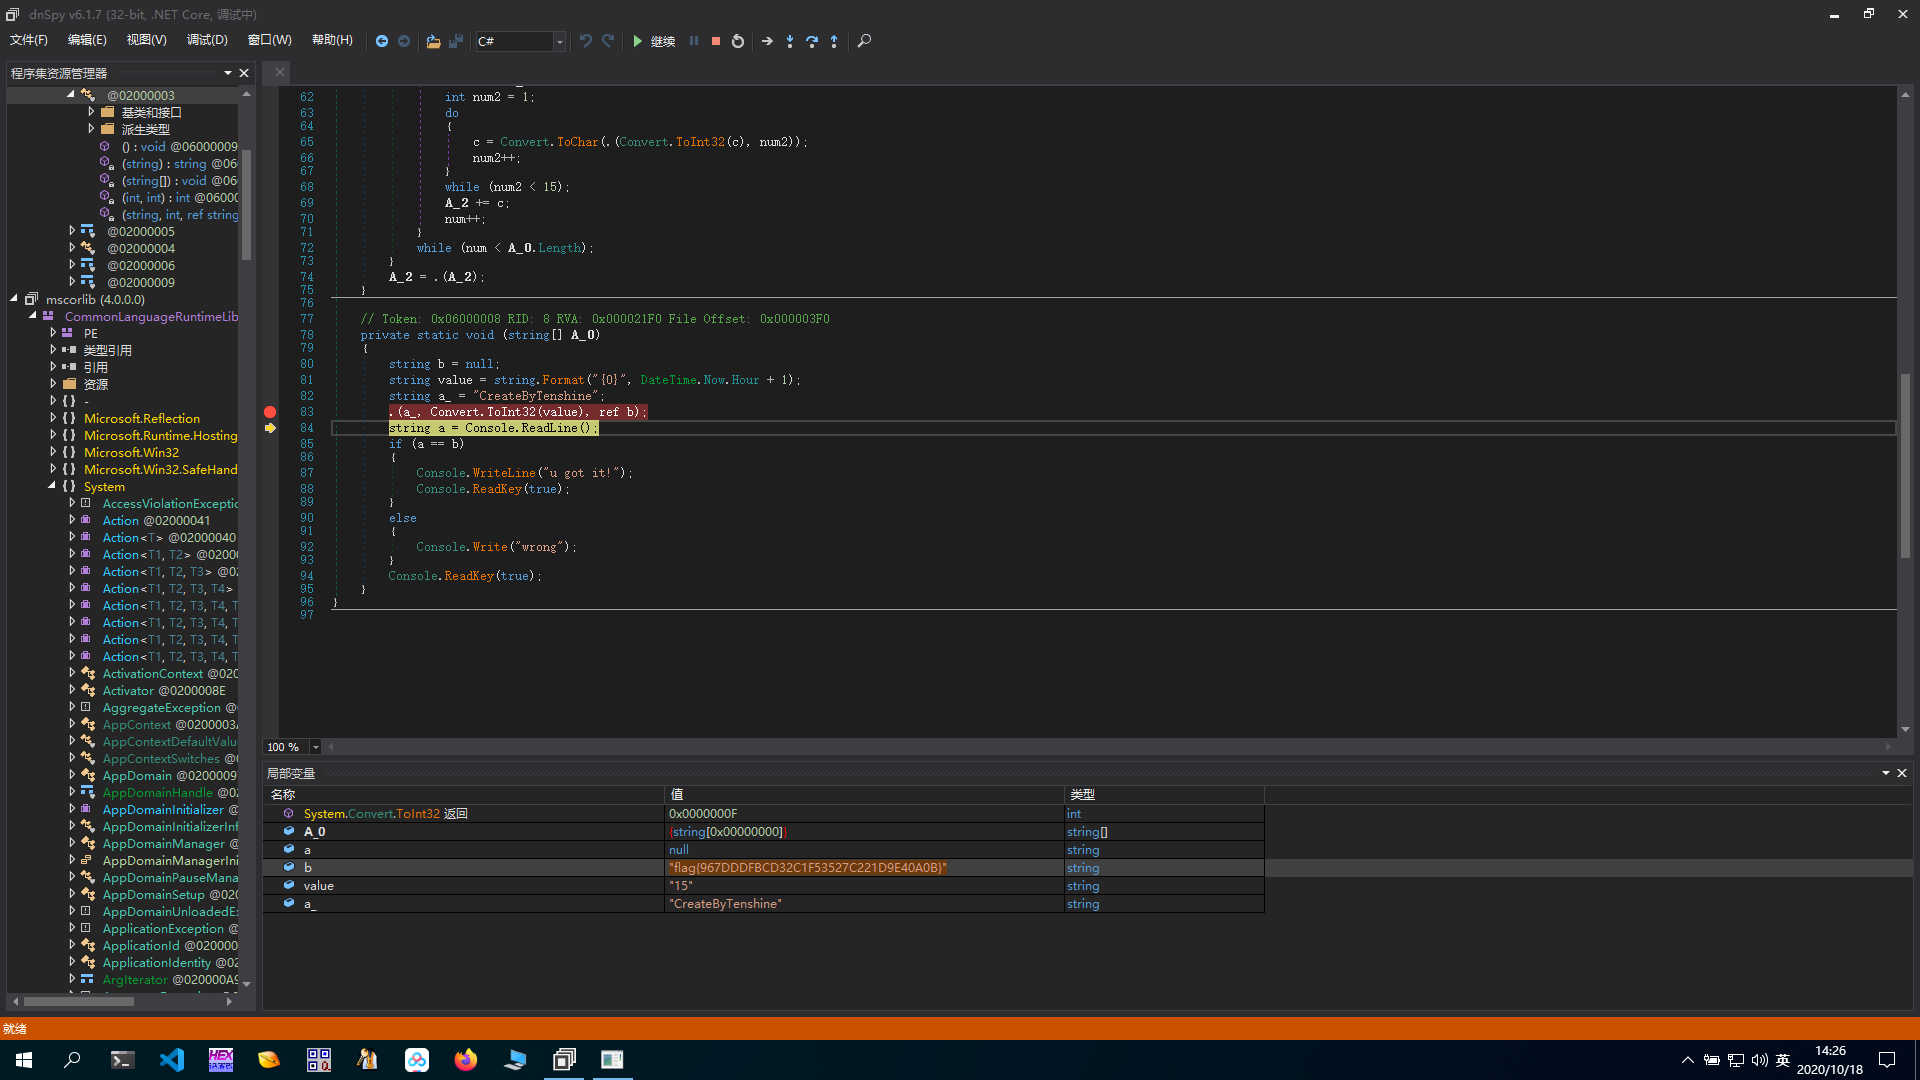 dnSpy v6.1.7 (32-bit, .NET Core, 调试中)
文件(F) 编辑(E) 视图(V) 调试(D) 窗口(W) 帮助(H) C# 继续
程序集资源管理器
@02000003
基类和接口
派生类型
() : void @06000009
(string) : string @06
(string[]) : void @06
(int, int) : int @0600
(string, int, ref string
@02000005
@02000004
@02000006
@02000009
mscorlib (4.0.0.0)
CommonLanguageRuntimeLib
PE
类型引用
引用
资源
{ } -
{ } Microsoft.Reflection
{ } Microsoft.Runtime.Hosting
{ } Microsoft.Win32
{ } Microsoft.Win32.SafeHand
{ } System
AccessViolationExceptio
Action @02000041
Action<T> @02000040
Action<T1, T2> @0200
Action<T1, T2, T3> @02
Action<T1, T2, T3, T4>
Action<T1, T2, T3, T4, T
Action<T1, T2, T3, T4, T
Action<T1, T2, T3, T4, T
Action<T1, T2, T3, T4, T
ActivationContext @020
Activator @0200008E
AggregateException @
AppContext @0200003
AppContextDefaultValu
AppContextSwitches @
AppDomain @0200009
AppDomainHandle @02
AppDomainInitializer @
AppDomainInitializerInf
AppDomainManager @
AppDomainManagerIni
AppDomainPauseMana
AppDomainSetup @020
AppDomainUnloadedEx
ApplicationException @
ApplicationId @020000
ApplicationIdentity @02
ArgIterator @020000A9
62 int num2 = 1;
63 do
64 {
65 c = Convert.ToChar(.(Convert.ToInt32(c), num2));
66 num2++;
67 }
68 while (num2 < 15);
69 A_2 += c;
70 num++;
71 }
72 while (num < A_0.Length);
73 }
74 A_2 = .(A_2);
75 }
76
77 // Token: 0x06000008 RID: 8 RVA: 0x000021F0 File Offset: 0x000003F0
78 private static void (string[] A_0)
79 {
80 string b = null;
81 string value = string.Format("{0}", DateTime.Now.Hour + 1);
82 string a_ = "CreateByTenshine";
83 .(a_, Convert.ToInt32(value), ref b);
84 string a = Console.ReadLine();
85 if (a == b)
86 {
87 Console.WriteLine("u got it!");
88 Console.ReadKey(true);
89 }
90 else
91 {
92 Console.Write("wrong");
93 }
94 Console.ReadKey(true);
95 }
96 }
97
100 %
局部变量
名称 值 类型
System.Convert.ToInt32 返回 0x0000000F int
A_0 {string[0x00000000]} string[]
a null string
b "flag{967DDDFBCD32C1F53527C221D9E40A0B}" string
value "15" string
a_ "CreateByTenshine" string
就绪
英
14:26
2020/10/18